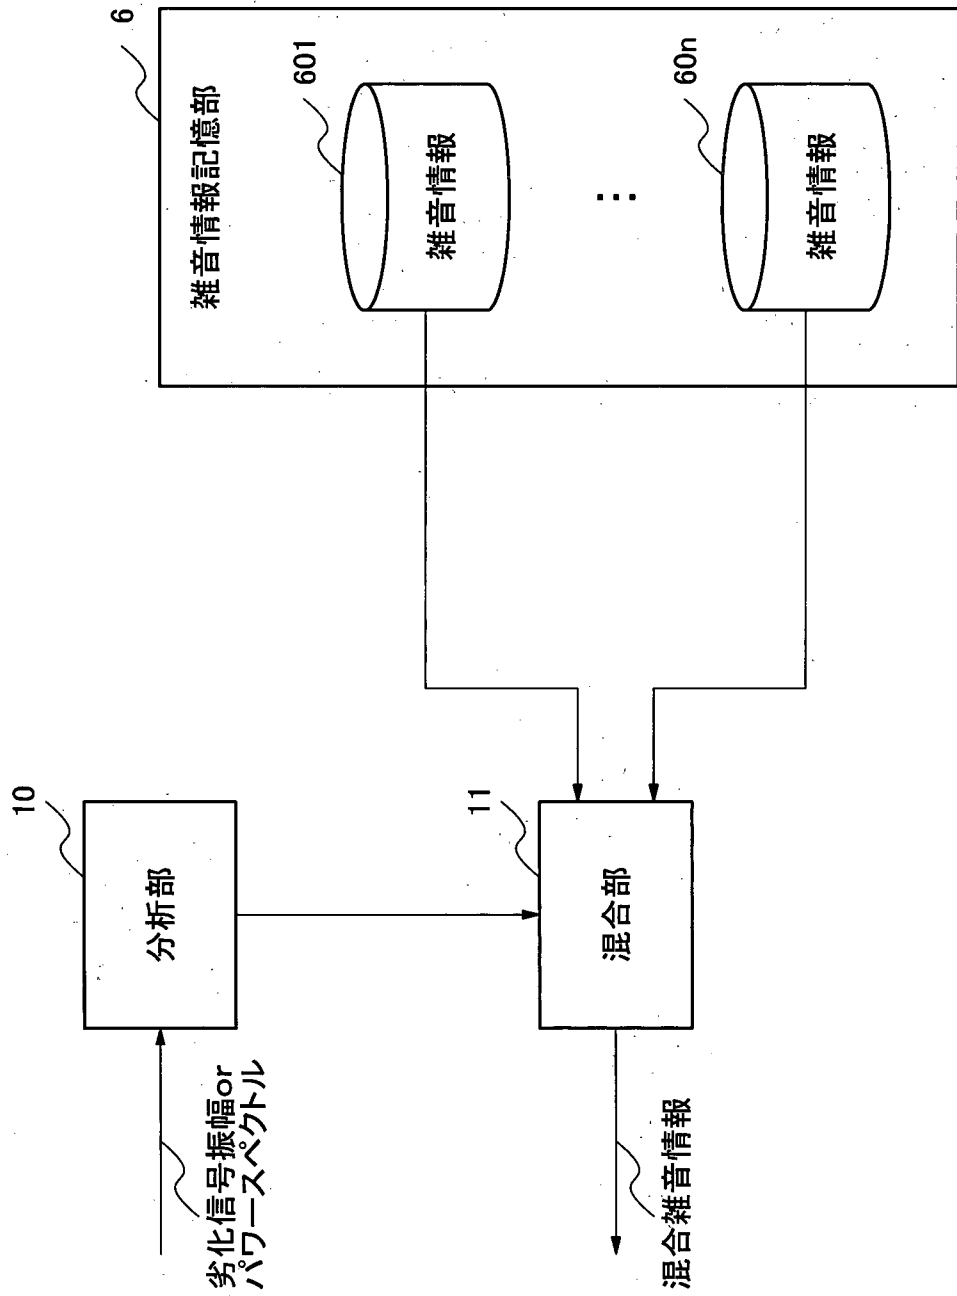 劣化信号振幅or
パワースペクトル
10
分析部
6
雑音情報記憶部
601
雑音情報
⋯
60n
雑音情報
11
混合部
混合雑音情報